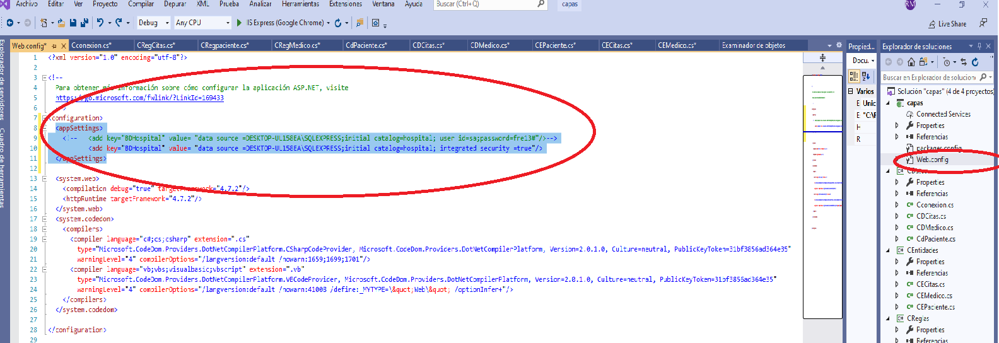 Archivo Editar Ver Proyecto Compilar Depurar XML Prueba Analizar Herramientas Extensiones Ventana Ayuda Buscar (Ctrl+Q) capas RM
Debug Any CPU IIS Express (Google Chrome) Live Share
Explorador de servidores
Cuadro de herramientas
Web.config* Cconexion.cs* CRegCitas.cs* CRegpaciente.cs* CRegMedico.cs* CdPaciente.cs* CDCitas.cs* CDMedico.cs* CEPaciente.cs* CECitas.cs* CEMedico.cs* Examinador de objetos
1 <?xml version="1.0" encoding="utf-8"?>
2
3 <!--
4 Para obtener más información sobre cómo configurar la aplicación ASP.NET, visite
5 https://go.microsoft.com/fwlink/?LinkId=169433
6
7 <configuration>
8 <appSettings>
9 <!-- <add key="BDHospital" value= "data source =DESKTOP-UL158EA\SQLEXPRESS;initial catalog=hospital; user id=sa;password=fre13#"/>-->
10 <add key="BDHospital" value= "data source =DESKTOP-UL158EA\SQLEXPRESS;initial catalog=hospital; integrated security =true"/>
11 </appSettings>
12
13 <system.web>
14 <compilation debug="true" targetFramework="4.7.2"/>
15 <httpRuntime targetFramework="4.7.2"/>
16 </system.web>
17 <system.codedom>
18 <compilers>
19 <compiler language="c#;cs;csharp" extension=".cs"
20 type="Microsoft.CodeDom.Providers.DotNetCompilerPlatform.CSharpCodeProvider, Microsoft.CodeDom.Providers.DotNetCompilerPlatform, Version=2.0.1.0, Culture=neutral, PublicKeyToken=31bf3856ad364e35"
21 warningLevel="4" compilerOptions="/langversion:default /nowarn:1659;1699;1701"/>
22 <compiler language="vb;vbs;visualbasic;vbscript" extension=".vb"
23 type="Microsoft.CodeDom.Providers.DotNetCompilerPlatform.VBCodeProvider, Microsoft.CodeDom.Providers.DotNetCompilerPlatform, Version=2.0.1.0, Culture=neutral, PublicKeyToken=31bf3856ad364e35"
24 warningLevel="4" compilerOptions="/langversion:default /nowarn:41008 /define:_MYTYPE=\&quot;Web\&quot; /optionInfer+"/>
25 </compilers>
26 </system.codedom>
27
28 </configuration>
29
Propied...
Docu.
Varios
E Unic
E "C:\F
H
R
Explorador de soluciones
Buscar en Explorador de solucione
Solución "capas" (4 de 4 proyectos)
capas
Connected Services
Properties
Referencias
packages.config
Web.config
CDatos
Properties
Referencias
Cconexion.cs
CDCitas.cs
CDMedico.cs
CdPaciente.cs
CEntidades
Properties
Referencias
CECitas.cs
CEMedico.cs
CEPaciente.cs
CReglas
Properties
Referencias